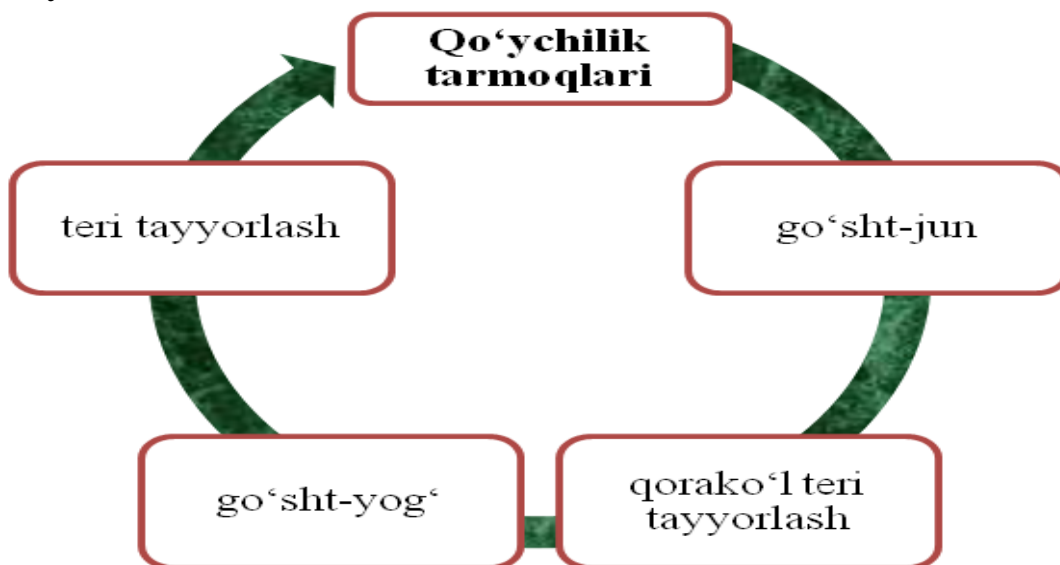 Qo‘ychilik
tarmoqlari
go‘sht-jun
qorako‘l teri
tayyorlash
go‘sht-yog‘
teri tayyorlash